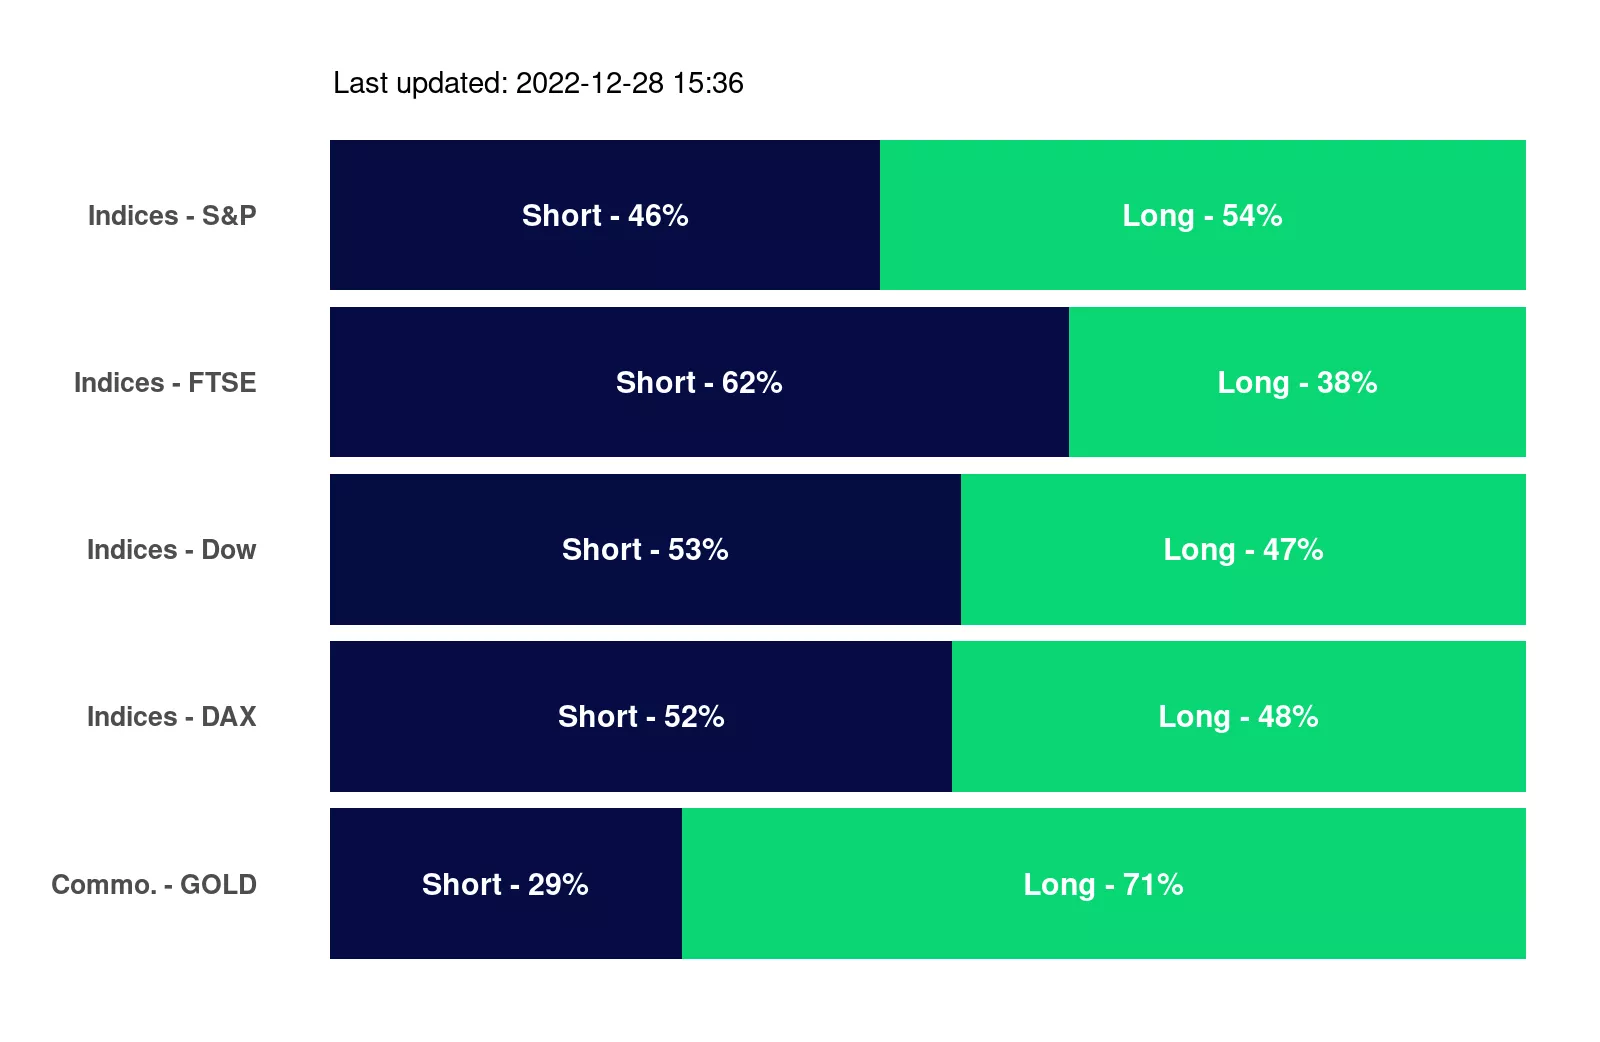 Last updated: 2022-12-28 15:36
Indices - S&P Short - 46% Long - 54%
Indices - FTSE Short - 62% Long - 38%
Indices - Dow Short - 53% Long - 47%
Indices - DAX Short - 52% Long - 48%
Commo. - GOLD Short - 29% Long - 71%